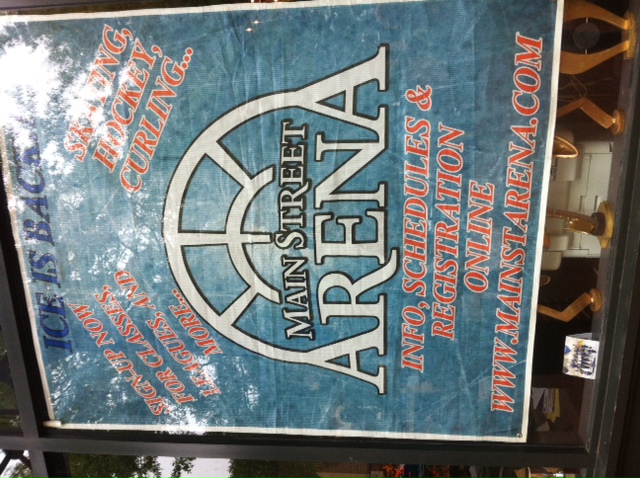 ICE IS BACK
SIGN-UP NOW
FOR CLASSES,
LEAGUES, AND
MORE...
SKATING,
HOCKEY,
CURLING...
MAIN STREET
ARENA
INFO, SCHEDULES &
REGISTRATION
ONLINE
WWW.MAINSTARENA.COM